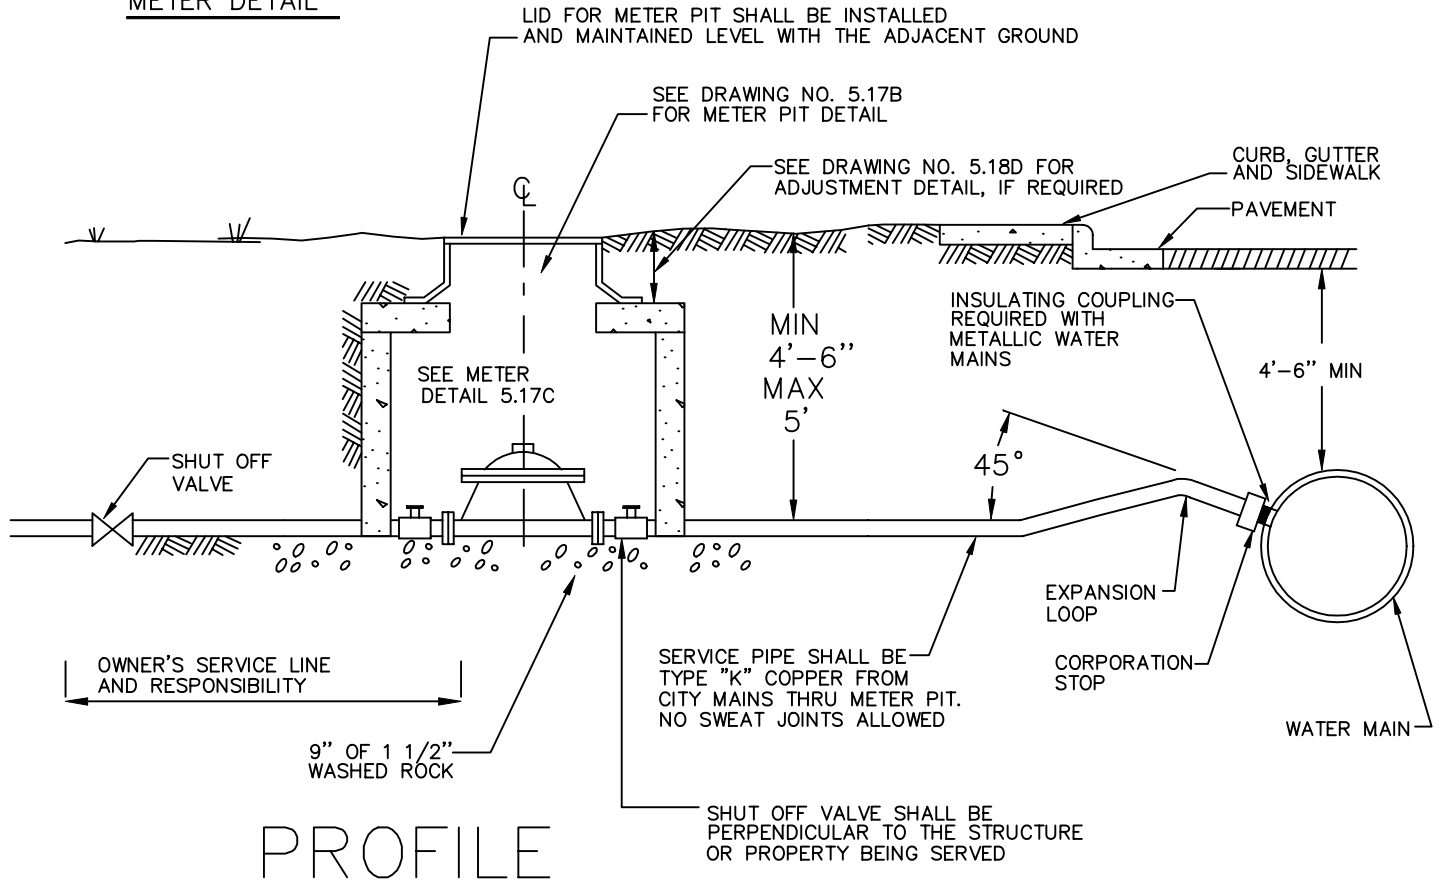 METER DETAIL
LID FOR METER PIT SHALL BE INSTALLED
AND MAINTAINED LEVEL WITH THE ADJACENT GROUND
SEE DRAWING NO. 5.17B
FOR METER PIT DETAIL
SEE DRAWING NO. 5.18D FOR
ADJUSTMENT DETAIL, IF REQUIRED
CURB, GUTTER
AND SIDEWALK
PAVEMENT
CL
INSULATING COUPLING
REQUIRED WITH
METALLIC WATER
MAINS
MIN
4'-6"
MAX
5'
4'-6" MIN
SEE METER
DETAIL 5.17C
SHUT OFF
VALVE
45°
EXPANSION
LOOP
CORPORATION
STOP
WATER MAIN
OWNER'S SERVICE LINE
AND RESPONSIBILITY
SERVICE PIPE SHALL BE
TYPE "K" COPPER FROM
CITY MAINS THRU METER PIT.
NO SWEAT JOINTS ALLOWED
9" OF 1 1/2"
WASHED ROCK
SHUT OFF VALVE SHALL BE
PERPENDICULAR TO THE STRUCTURE
OR PROPERTY BEING SERVED
PROFILE